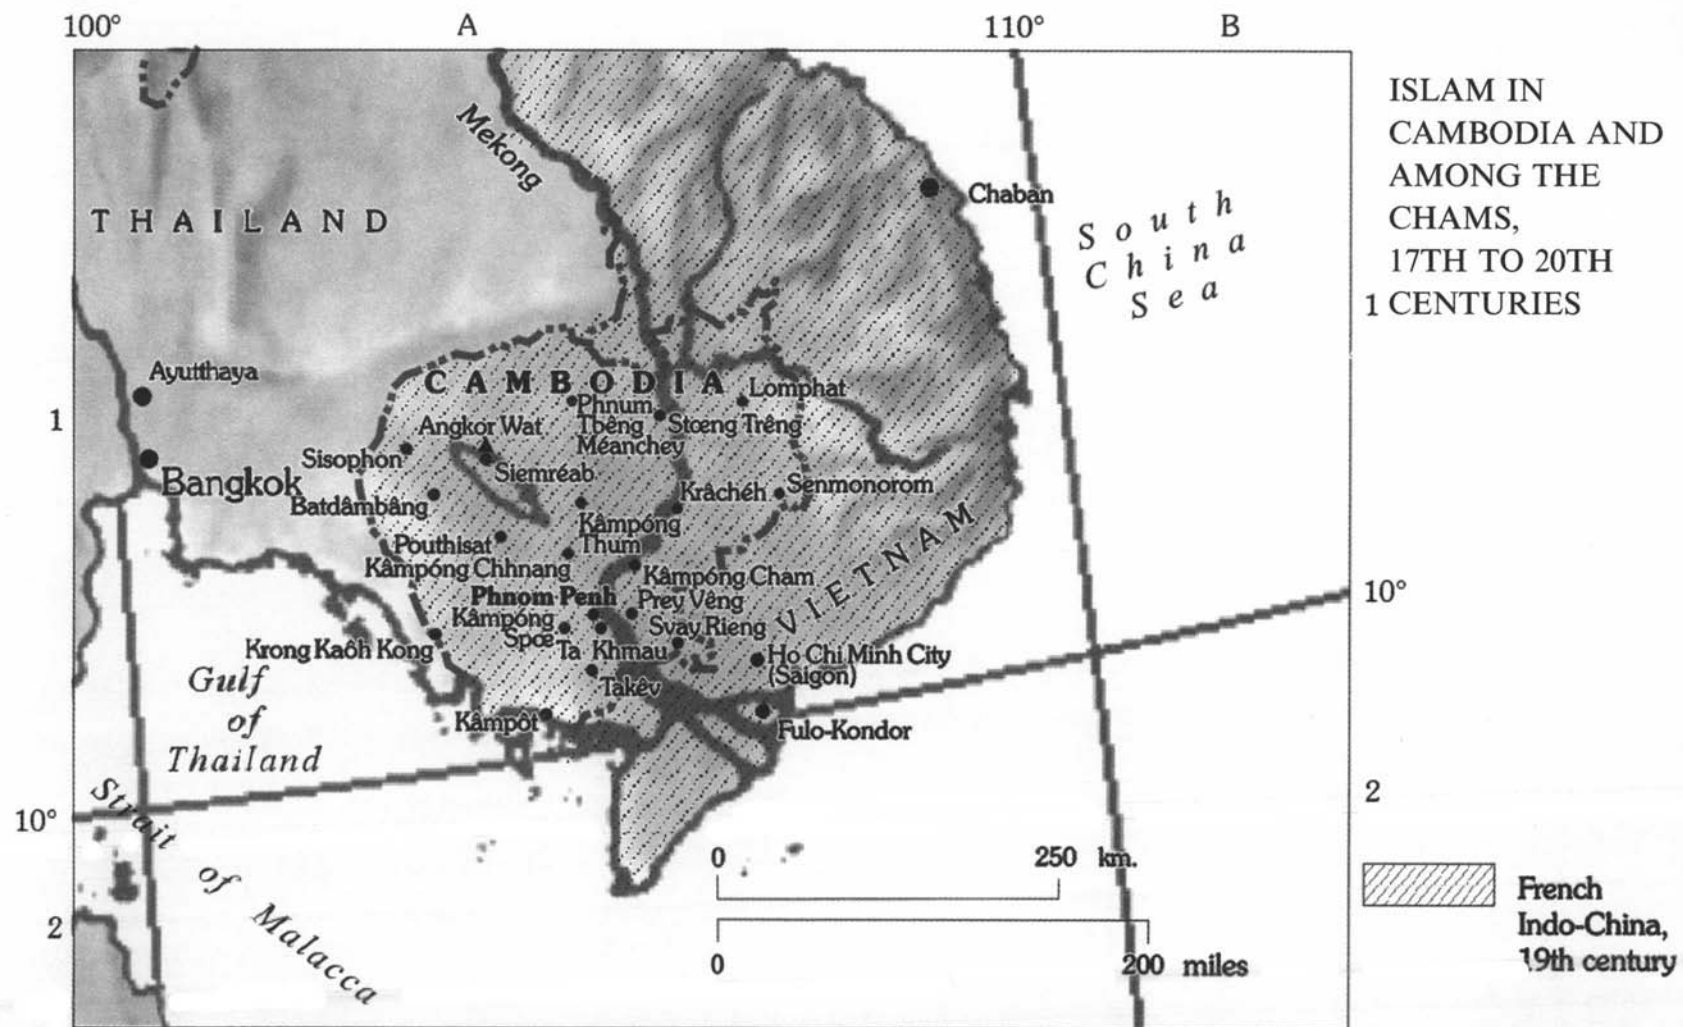 100°
A
110°
B
ISLAM IN
CAMBODIA AND
AMONG THE
CHAMS,
17TH TO 20TH
CENTURIES
Mekong
Chaban
THAILAND
South
China
Sea
1
Ayutthaya
CAMBODIA
Lomphat
1
Phnum
Tbêng
Méanchey
Stœng Trêng
Angkor Wat
Sisophon
Siemréab
Bangkok
Krâchéh
Senmonorom
Batdâmbâng
Kâmpóng
Thum
Pouthisat
Kâmpóng Chhnang
Kâmpóng Cham
VIETNAM
10°
Phnom Penh
Prey Vêng
Kâmpóng
Spœ
Svay Rieng
Krong Kaôh Kong
Ta Khmau
Ho Chi Minh City
(Saigon)
Gulf
of
Thailand
Takêv
Kâmpôt
Fulo-Kondor
10°
Strait
of
Malacca
2
0
250 km.
2
0
200 miles
French
Indo-China,
19th century